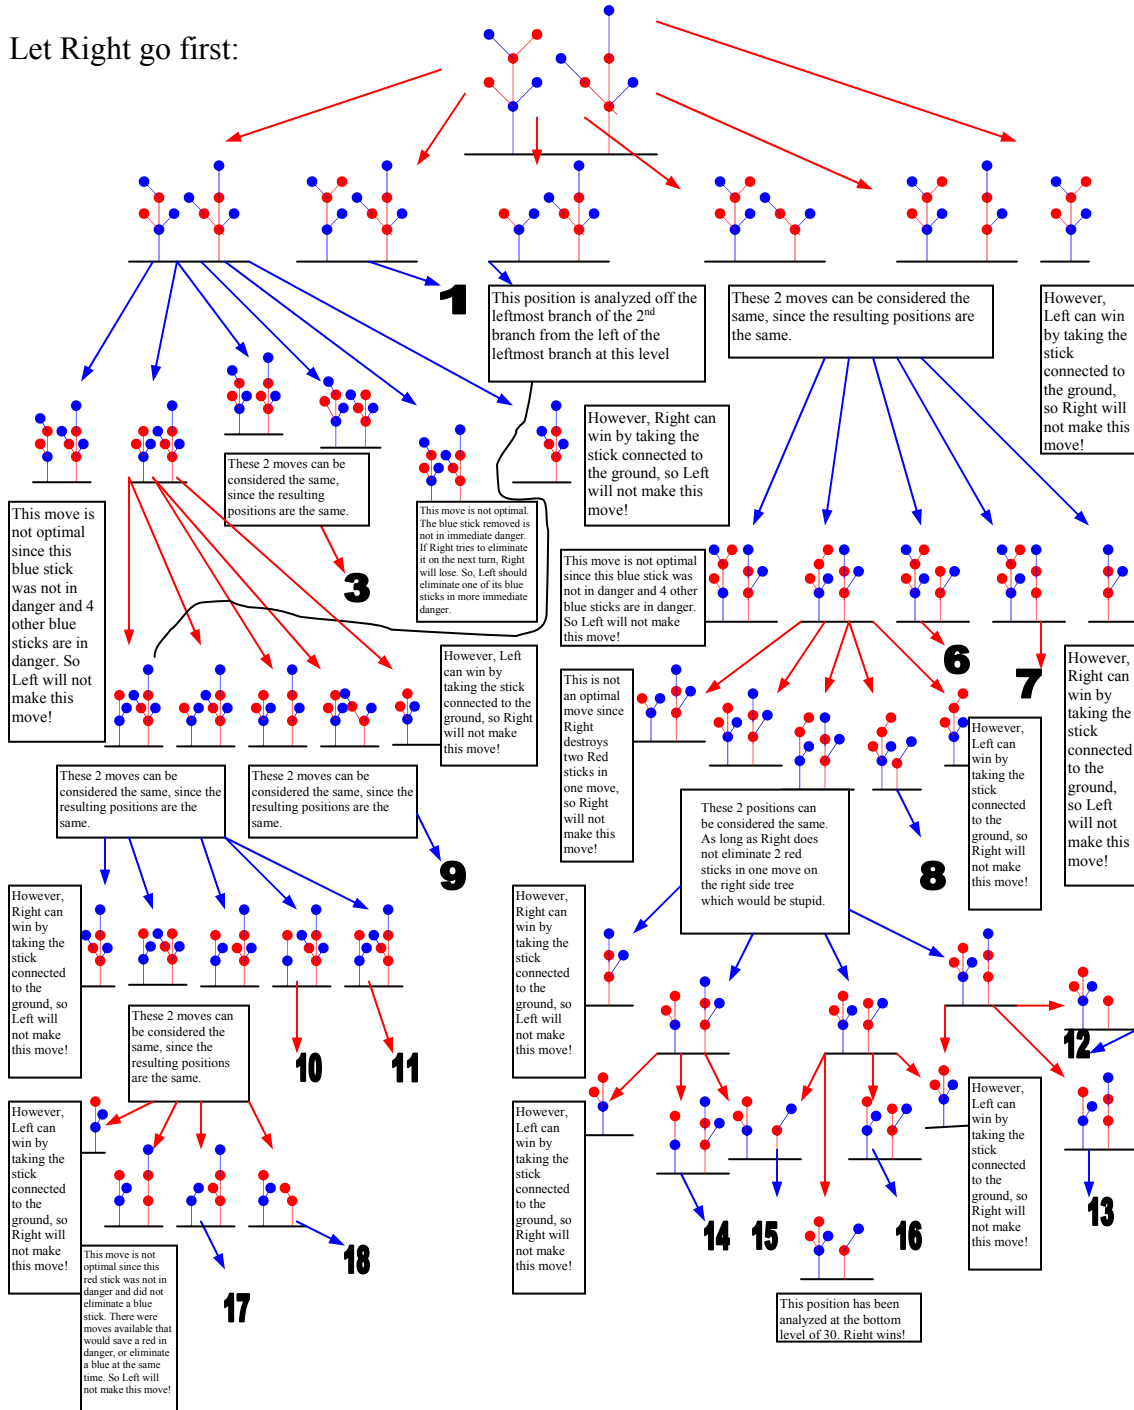 Let Right go first:
1
This position is analyzed off the
leftmost branch of the 2nd
branch from the left of the
leftmost branch at this level
These 2 moves can be considered the
same, since the resulting positions are
the same.
However,
Left can win
by taking the
stick
connected to
the ground,
so Right will
not make this
move!
However, Right can
win by taking the
stick connected to
the ground, so Left
will not make this
move!
These 2 moves can be
considered the same,
since the resulting
positions are the same.
3
This move is not optimal.
The blue stick removed is
not in immediate danger.
If Right tries to eliminate
it on the next turn, Right
will lose. So, Left should
eliminate one of its blue
sticks in more immediate
danger.
This move is
not optimal
since this
blue stick
was not in
danger and 4
other blue
sticks are in
danger. So
Left will not
make this
move!
This move is not optimal
since this blue stick was
not in danger and 4 other
blue sticks are in danger.
So Left will not make
this move!
6
7
However,
Right can
win by
taking the
stick
connected
to the
ground,
so Left
will not
make this
move!
However, Left can
win by taking the
stick connected to
the ground, so Right
will not make this
move!
This is not
an optimal
move since
Right
destroys
two Red
sticks in
one move,
so Right
will not
make this
move!
However,
Left can
win by
taking the
stick
connected
to the
ground, so
Right will
not make
this move!
8
These 2 moves can be
considered the same, since the
resulting positions are the
same.
These 2 moves can be
considered the same, since the
resulting positions are the
same.
9
These 2 positions can
be considered the same.
As long as Right does
not eliminate 2 red
sticks in one move on
the right side tree
which would be stupid.
However,
Right can
win by
taking the
stick
connected
to the
ground, so
Left will
not make
this move!
However,
Right can
win by
taking the
stick
connected
to the
ground, so
Left will
not make
this move!
These 2 moves can
be considered the
same, since the
resulting positions
are the same.
10
11
12
However,
Left can
win by
taking the
stick
connected
to the
ground, so
Right will
not make
this move!
However,
Left can
win by
taking the
stick
connected
to the
ground, so
Right will
not make
this move!
However,
Left can
win by
taking the
stick
connected
to the
ground, so
Right will
not make
this move!
13
14
15
16
17
18
This move is not
optimal since this
red stick was not in
danger and did not
eliminate a blue
stick. There were
moves available that
would save a red in
danger, or eliminate
a blue at the same
time. So Left will
not make this move!
This position has been
analyzed at the bottom
level of 30. Right wins!